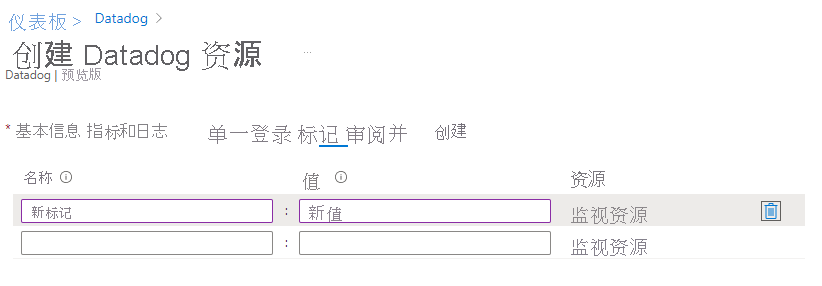 仪表板 > Datadog >
创建 Datadog 资源 ...
Datadog | 预览版
* 基本信息 指标和日志 单一登录 标记 审阅并 创建
名称 值 资源
新标记 : 新值 监视资源
: 监视资源